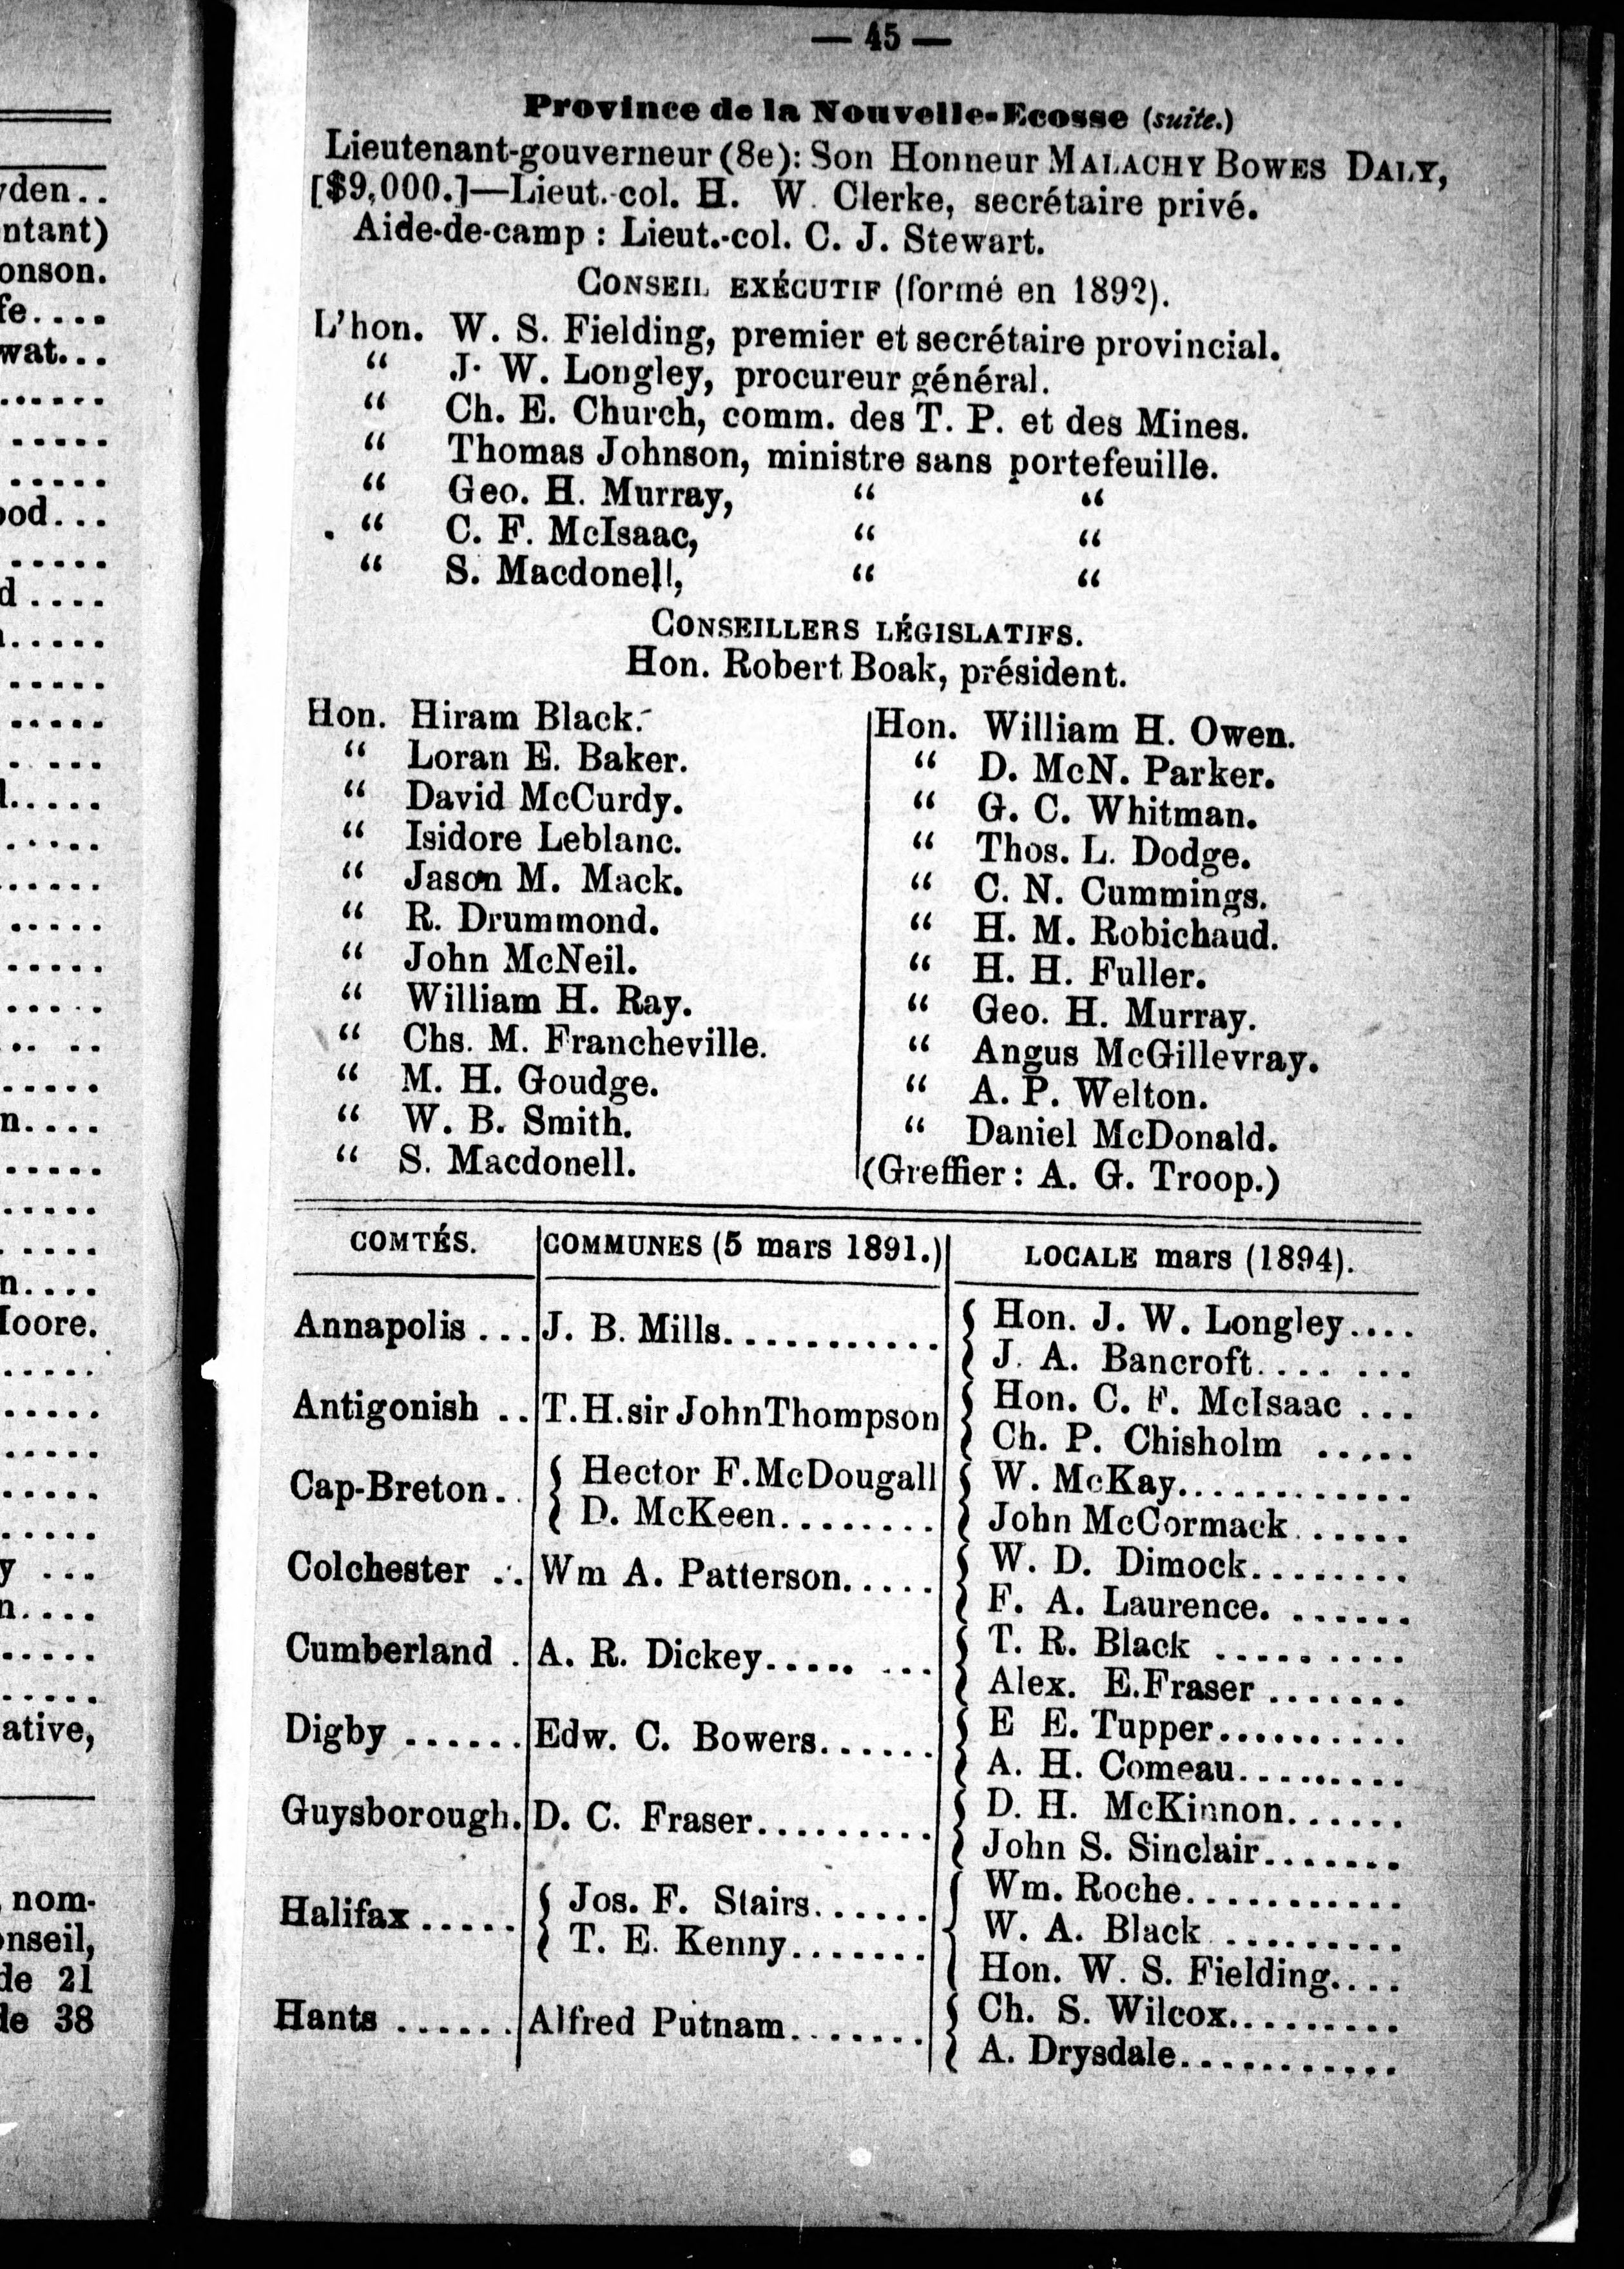 — 45 —
Province de la Nouvelle-Ecosse (suite.)
Lieutenant-gouverneur (8e): Son Honneur MALACHY BOWES DALY,
[$9,000.]—Lieut.-col. H. W. Clerke, secrétaire privé.
Aide-de-camp : Lieut.-col. C. J. Stewart.
CONSEIL EXÉCUTIF (formé en 1892).
L'hon. W. S. Fielding, premier et secrétaire provincial.
“ J. W. Longley, procureur général.
“ Ch. E. Church, comm. des T. P. et des Mines.
“ Thomas Johnson, ministre sans portefeuille.
“ Geo. H. Murray, “ “
“ C. F. McIsaac, “ “
“ S. Macdonell, “ “
CONSEILLERS LÉGISLATIFS.
Hon. Robert Boak, président.
Hon. Hiram Black.
“ Loran E. Baker.
“ David McCurdy.
“ Isidore Leblanc.
“ Jason M. Mack.
“ R. Drummond.
“ John McNeil.
“ William H. Ray.
“ Chs. M. Francheville.
“ M. H. Goudge.
“ W. B. Smith.
“ S. Macdonell.
Hon. William H. Owen.
“ D. McN. Parker.
“ G. C. Whitman.
“ Thos. L. Dodge.
“ C. N. Cummings.
“ H. M. Robichaud.
“ H. H. Fuller.
“ Geo. H. Murray.
“ Angus McGillevray.
“ A. P. Welton.
“ Daniel McDonald.
(Greffier : A. G. Troop.)
COMTÉS. COMMUNES (5 mars 1891.) LOCALE mars (1894).
Annapolis ... J. B. Mills........... Hon. J. W. Longley....
J. A. Bancroft.... ...
Antigonish .. T.H.sir JohnThompson Hon. C. F. McIsaac ...
Ch. P. Chisholm .....
Cap-Breton.. Hector F.McDougall W. McKay............
D. McKeen........ John McCormack......
Colchester .. Wm A. Patterson..... W. D. Dimock........
F. A. Laurence. ......
Cumberland . A. R. Dickey..... ... T. R. Black ..........
Alex. E.Fraser .......
Digby ...... Edw. C. Bowers...... E E. Tupper..........
A. H. Comeau.........
Guysborough. D. C. Fraser.......... D. H. McKinnon......
John S. Sinclair.......
Halifax ..... Jos. F. Stairs...... Wm. Roche...........
T. E. Kenny....... W. A. Black ..........
Hon. W. S. Fielding....
Hants ...... Alfred Putnam........ Ch. S. Wilcox.........
A. Drysdale...........